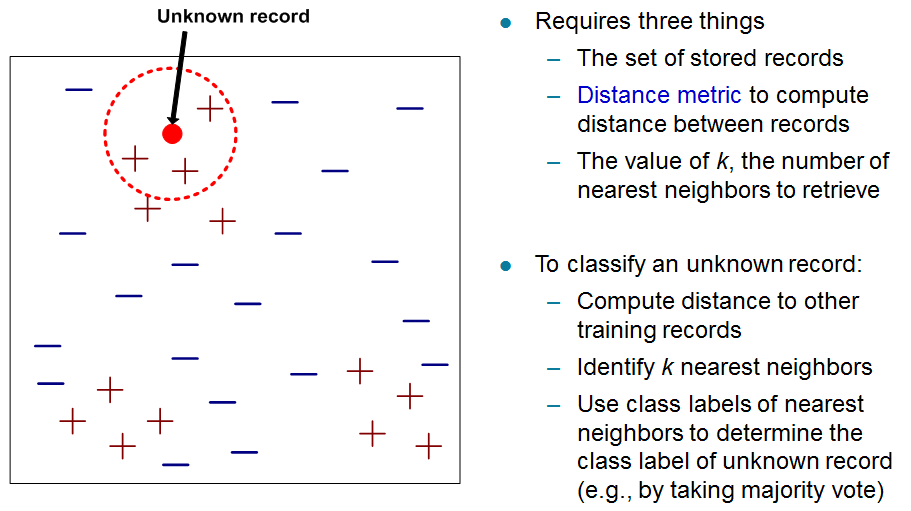 Unknown record
● Requires three things
– The set of stored records
– Distance metric to compute
distance between records
– The value of k, the number of
nearest neighbors to retrieve
● To classify an unknown record:
– Compute distance to other
training records
– Identify k nearest neighbors
– Use class labels of nearest
neighbors to determine the
class label of unknown record
(e.g., by taking majority vote)